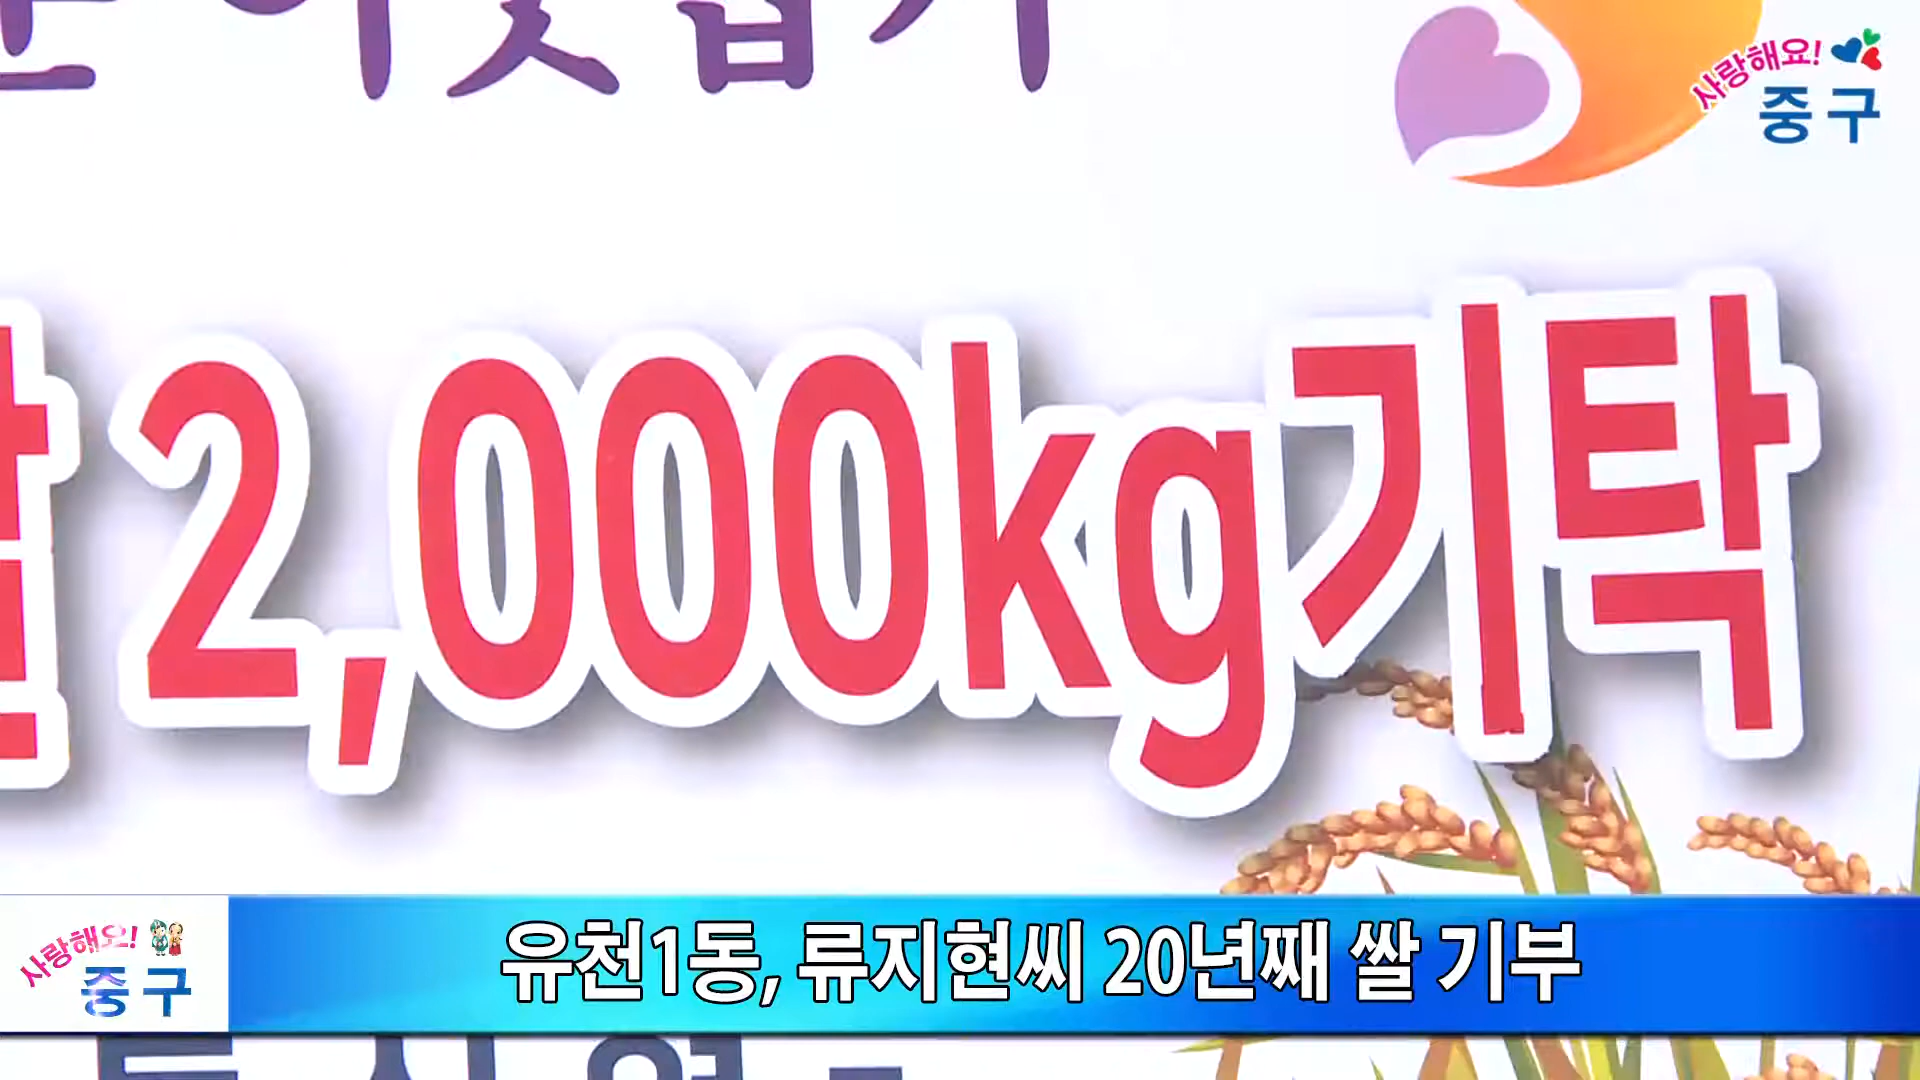 사랑해요!
중구
쌀 2,000kg기탁
사랑해요!
중구
유천1동, 류지현씨 20년째 쌀 기부